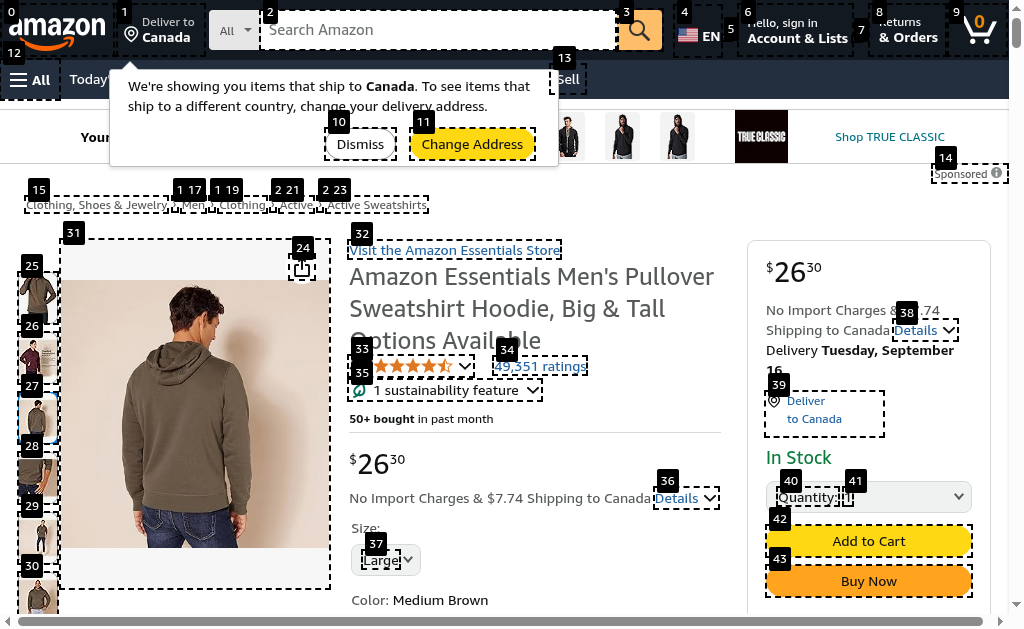 0
1
2
3
4
5
6
7
8
9
amazon
Deliver to
Canada
All
Search Amazon
EN
Hello, sign in
Account & Lists
Returns
& Orders
0
12
13
All
Today'
Sell
We're showing you items that ship to Canada. To see items that
ship to a different country, change your delivery address.
10
11
Dismiss
Change Address
Your
TRUE CLASSIC
Shop TRUE CLASSIC
14
Sponsored
15
1 17
1 19
2 21
2 23
Clothing, Shoes & Jewelry › Men › Clothing › Active › Active Sweatshirts
31
24
25
26
27
28
29
30
32
Visit the Amazon Essentials Store
Amazon Essentials Men's Pullover
Sweatshirt Hoodie, Big & Tall
Options Available
33
34
49,351 ratings
35
1 sustainability feature
50+ bought in past month
$26 30
36
No Import Charges & $7.74 Shipping to Canada Details
Size:
37
Large
Color: Medium Brown
$26 30
No Import Charges & .74
38
Shipping to Canada Details
Delivery Tuesday, September
16
39
Deliver
to Canada
In Stock
40
41
Quantity: 1
42
Add to Cart
43
Buy Now